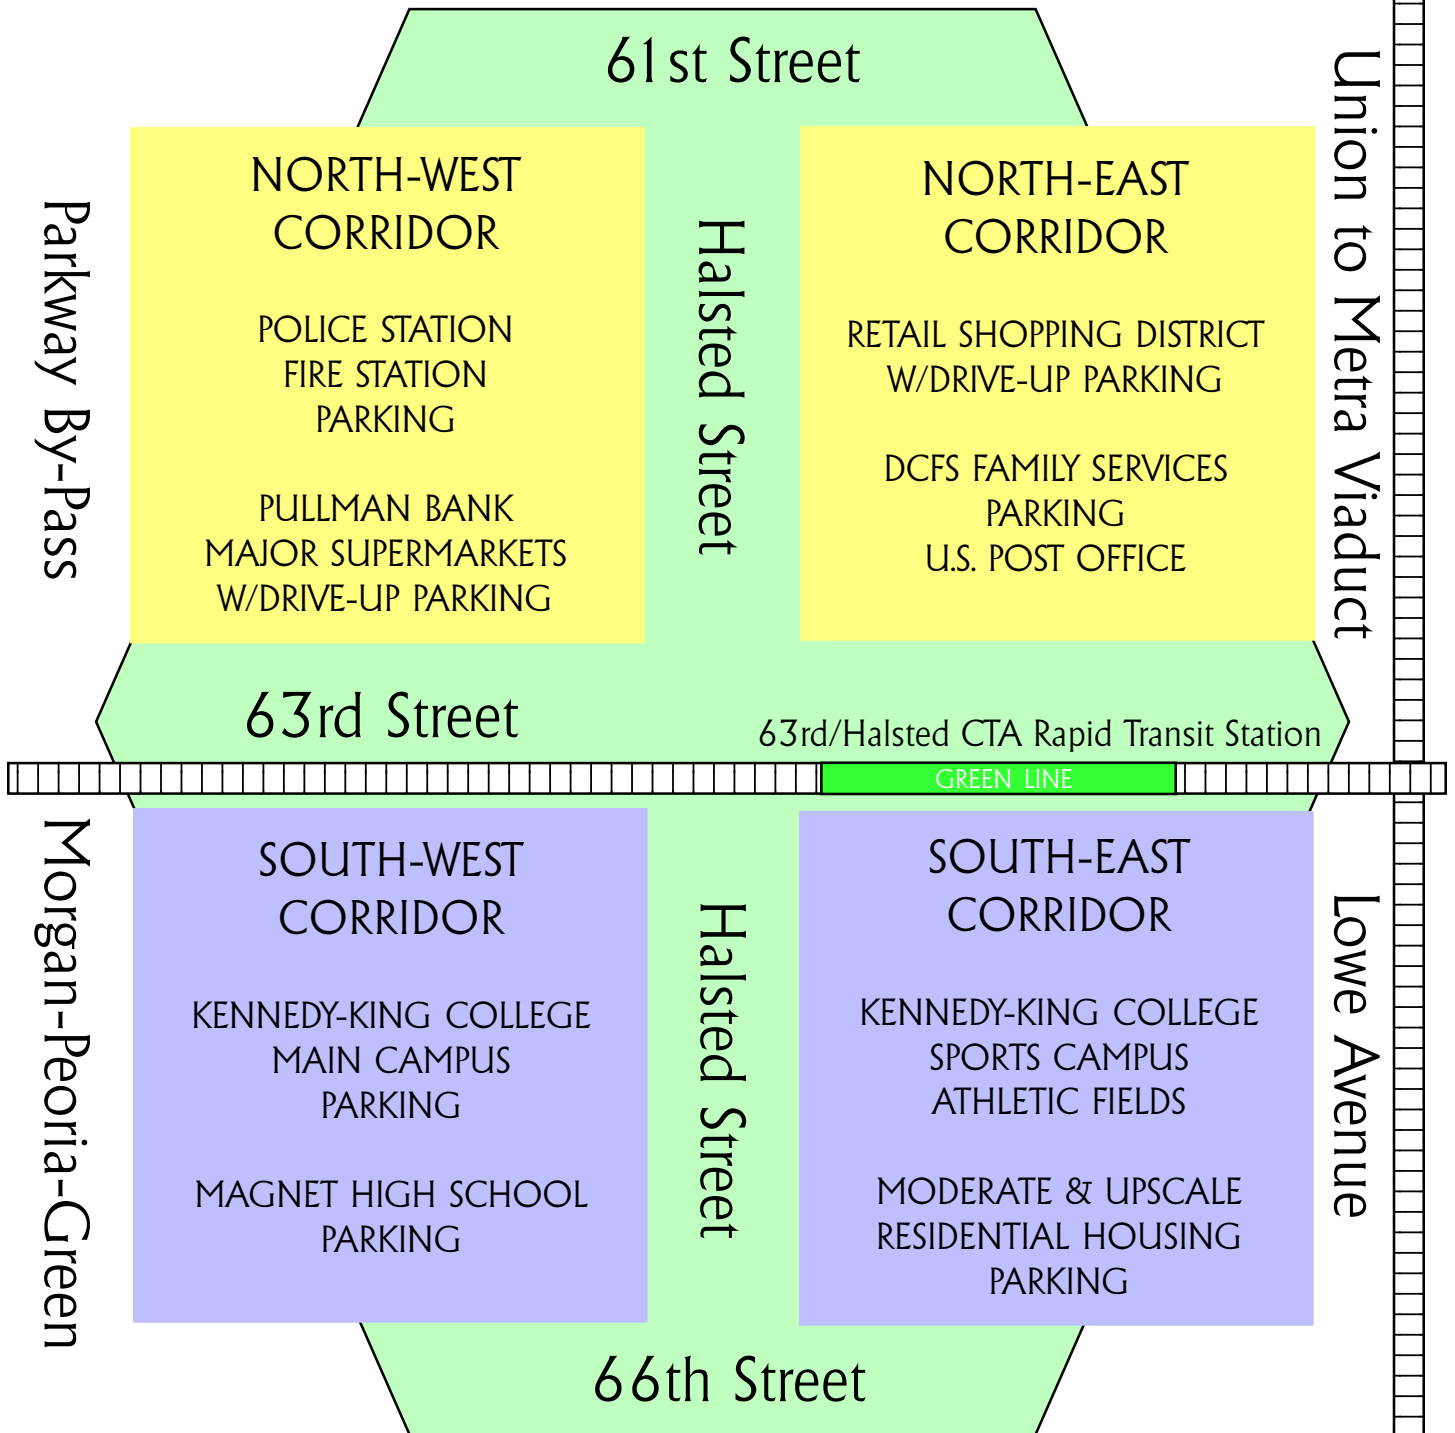 61st Street
NORTH-WEST
CORRIDOR
POLICE STATION
FIRE STATION
PARKING
PULLMAN BANK
MAJOR SUPERMARKETS
W/DRIVE-UP PARKING
NORTH-EAST
CORRIDOR
RETAIL SHOPPING DISTRICT
W/DRIVE-UP PARKING
DCFS FAMILY SERVICES
PARKING
U.S. POST OFFICE
Parkway By-Pass
Halsted Street
Union to Metra Viaduct
63rd Street
63rd/Halsted CTA Rapid Transit Station
GREEN LINE
SOUTH-WEST
CORRIDOR
KENNEDY-KING COLLEGE
MAIN CAMPUS
PARKING
MAGNET HIGH SCHOOL
PARKING
SOUTH-EAST
CORRIDOR
KENNEDY-KING COLLEGE
SPORTS CAMPUS
ATHLETIC FIELDS
MODERATE & UPSCALE
RESIDENTIAL HOUSING
PARKING
Morgan-Peoria-Green
Halsted Street
Lowe Avenue
66th Street